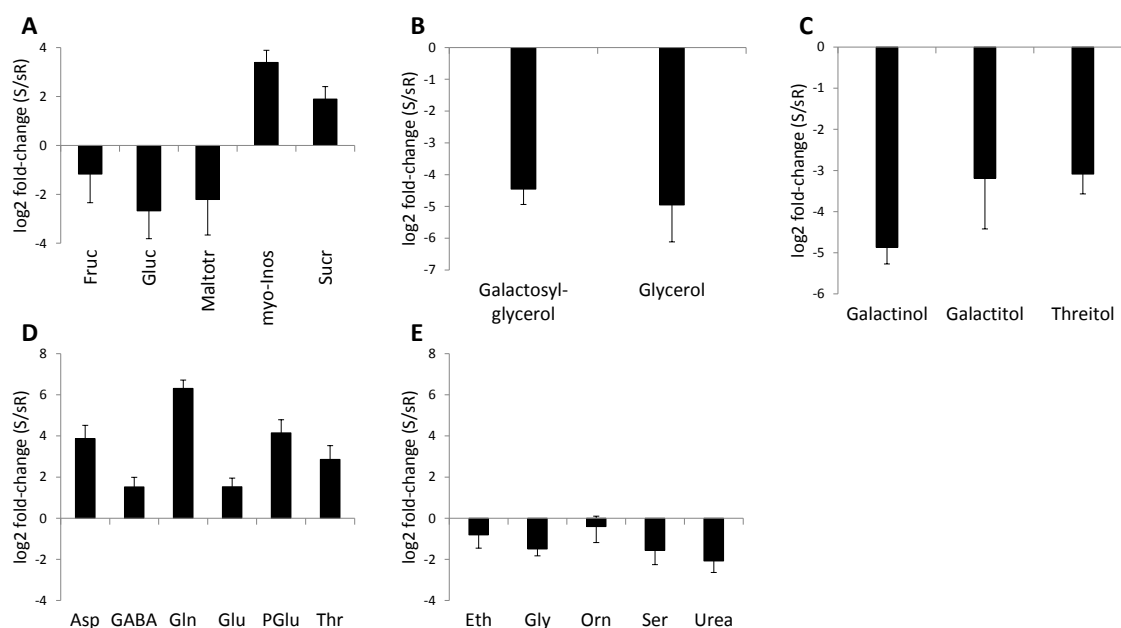 A
log2 fold-change (S/sR)
4
2
0
-2
-4
Fruc
Gluc
Maltotr
myo-Inos
Sucr
B
log2 fold-change (S/sR)
0
-1
-2
-3
-4
-5
-6
-7
Galactosyl-
glycerol
Glycerol
C
log2 fold-change (S/sR)
0
-1
-2
-3
-4
-5
-6
Galactinol
Galactitol
Threitol
D
log2 fold-change (S/sR)
8
6
4
2
0
-2
-4
Asp
GABA
Gln
Glu
PGlu
Thr
E
log2 fold-change (S/sR)
8
6
4
2
0
-2
-4
Eth
Gly
Orn
Ser
Urea